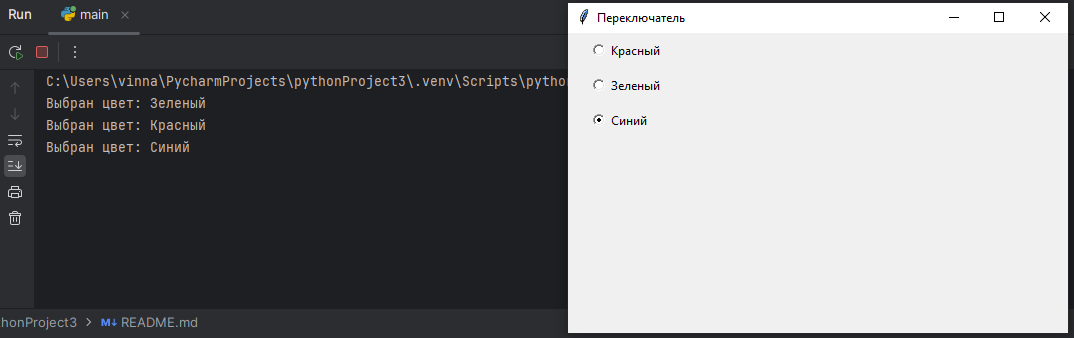 Run
main
C:\Users\vinna\PycharmProjects\pythonProject3\.venv\Scripts\pytho
Выбран цвет: Зеленый
Выбран цвет: Красный
Выбран цвет: Синий
honProject3 > README.md
Переключатель
Красный
Зеленый
Синий